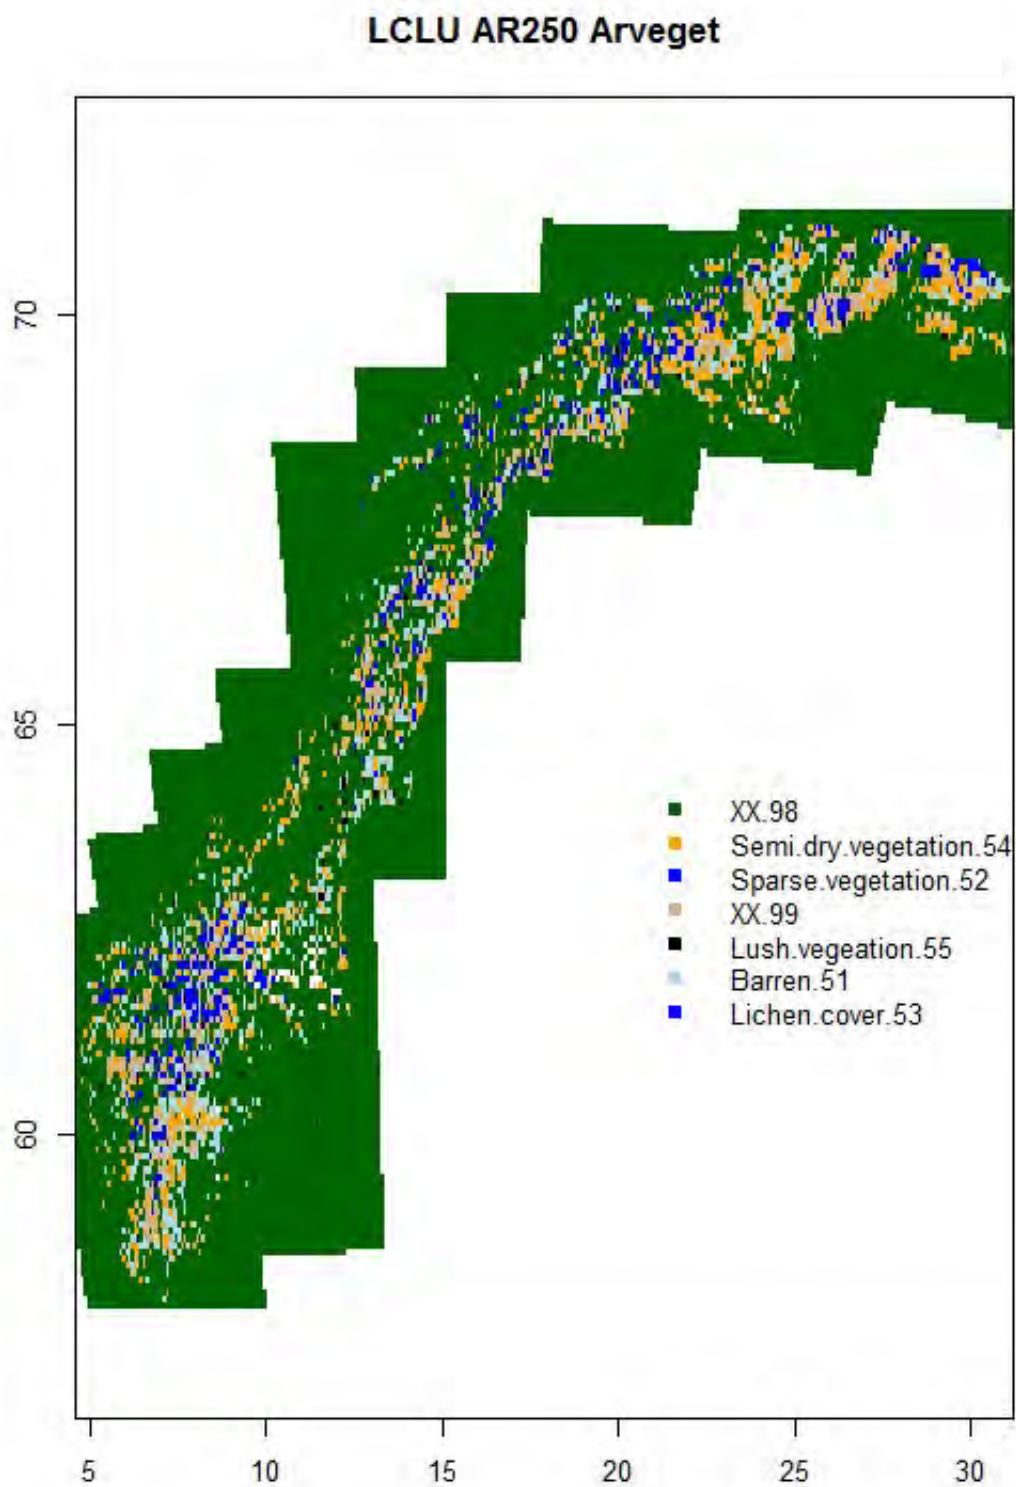 LCLU AR250 Arveget
70
65
60
XX.98
Semi.dry.vegetation.54
Sparse.vegetation.52
XX.99
Lush.vegeation.55
Barren.51
Lichen.cover.53
5 10 15 20 25 30